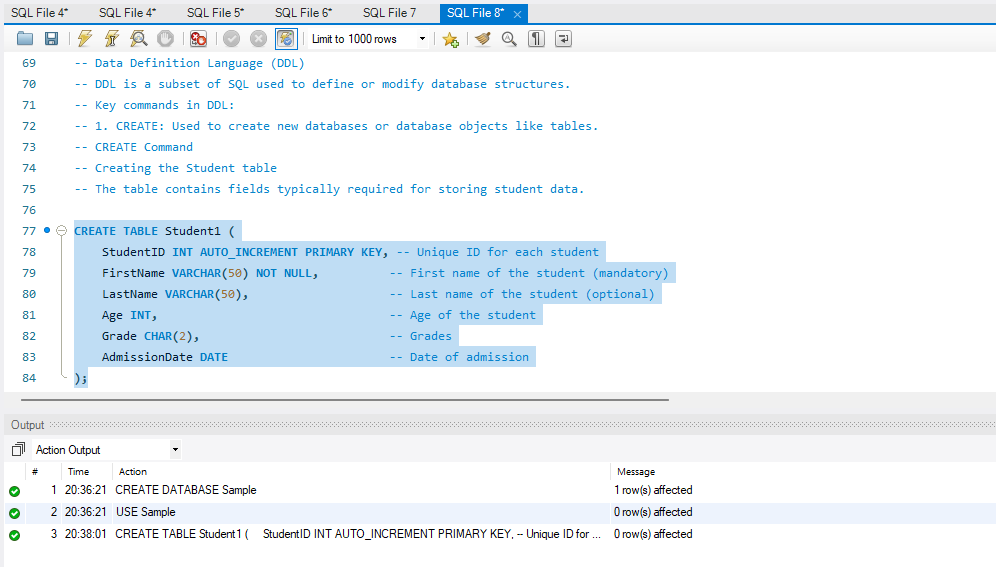 SQL File 4* SQL File 4* SQL File 5* SQL File 6* SQL File 7 SQL File 8* ×
Limit to 1000 rows
69 -- Data Definition Language (DDL)
70 -- DDL is a subset of SQL used to define or modify database structures.
71 -- Key commands in DDL:
72 -- 1. CREATE: Used to create new databases or database objects like tables.
73 -- CREATE Command
74 -- Creating the Student table
75 -- The table contains fields typically required for storing student data.
76
77 CREATE TABLE Student1 (
78 StudentID INT AUTO_INCREMENT PRIMARY KEY, -- Unique ID for each student
79 FirstName VARCHAR(50) NOT NULL, -- First name of the student (mandatory)
80 LastName VARCHAR(50), -- Last name of the student (optional)
81 Age INT, -- Age of the student
82 Grade CHAR(2), -- Grades
83 AdmissionDate DATE -- Date of admission
84 );
Output
Action Output
# Time Action Message
1 20:36:21 CREATE DATABASE Sample 1 row(s) affected
2 20:36:21 USE Sample 0 row(s) affected
3 20:38:01 CREATE TABLE Student1 ( StudentID INT AUTO_INCREMENT PRIMARY KEY, -- Unique ID for ... 0 row(s) affected